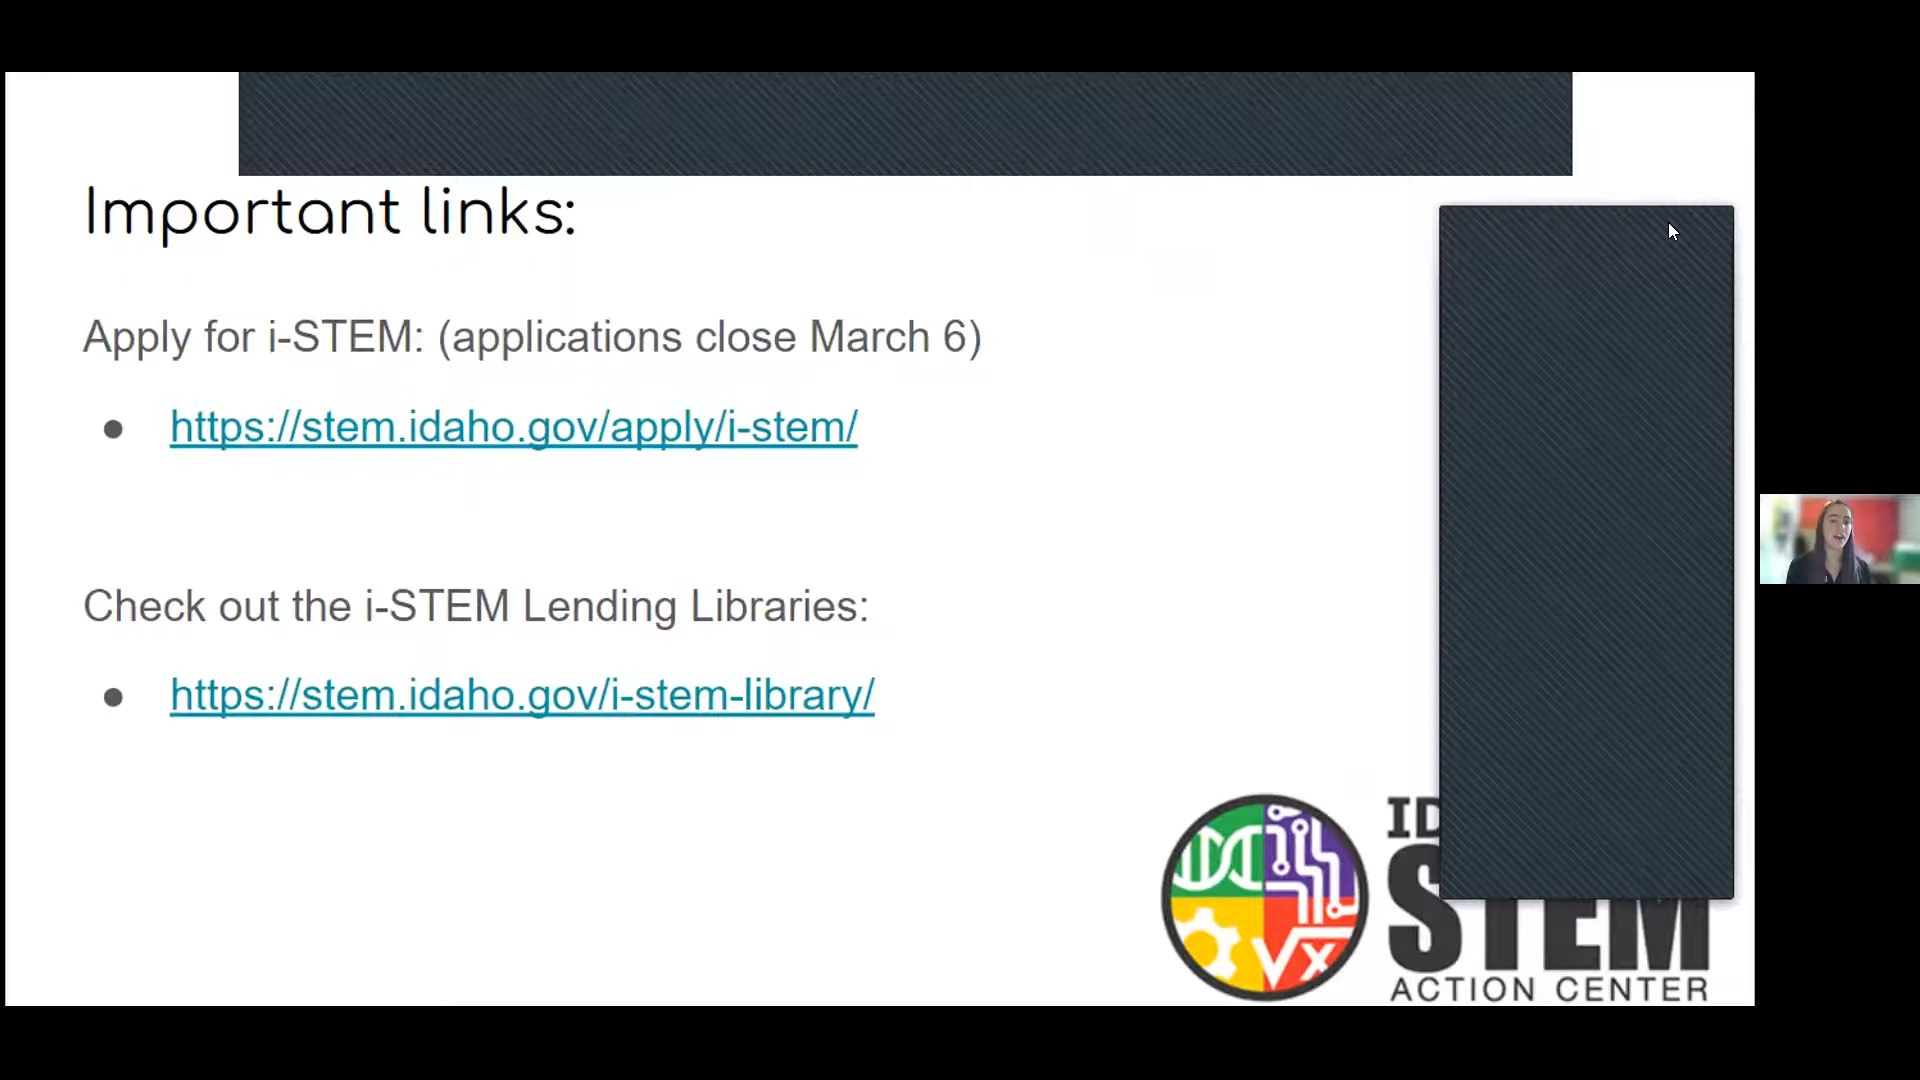 Important links:
Apply for i-STEM: (applications close March 6)
● https://stem.idaho.gov/apply/i-stem/
Check out the i-STEM Lending Libraries:
● https://stem.idaho.gov/i-stem-library/
STEM
ACTION CENTER